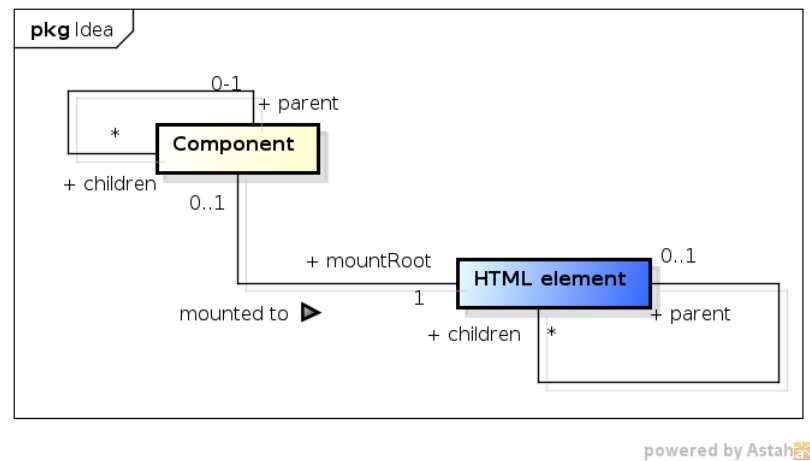 pkg Idea
0-1
+ parent
*
Component
+ children
0..1
+ mountRoot
0..1
HTML element
1
mounted to
+ parent
+ children
*
powered by Astah